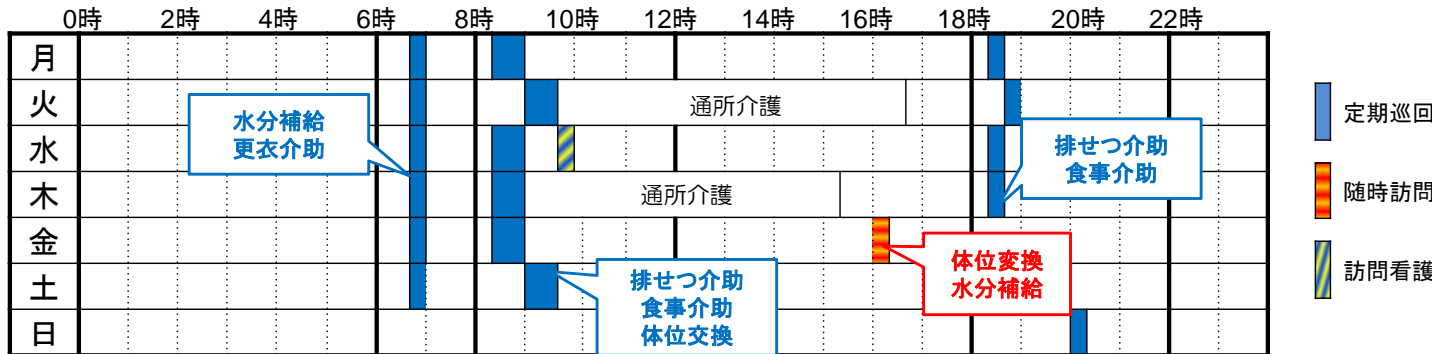 0時 2時 4時 6時 8時 10時 12時 14時 16時 18時 20時 22時
月
火
通所介護
水
木
通所介護
金
土
日
水分補給
更衣介助
排せつ介助
食事介助
体位変換
水分補給
排せつ介助
食事介助
体位交換
定期巡回
随時訪問
訪問看護